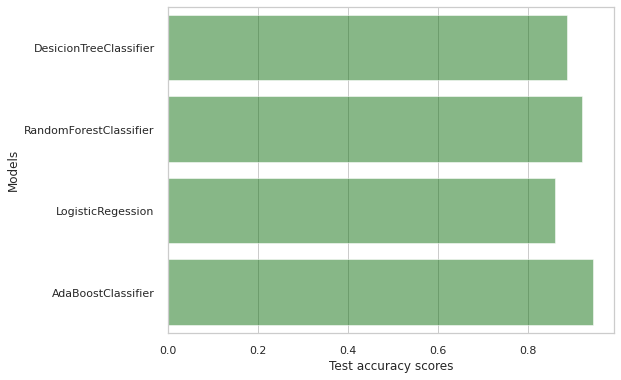 DesicionTreeClassifier
RandomForestClassifier
LogisticRegession
AdaBoostClassifier
Models
0.0 0.2 0.4 0.6 0.8
Test accuracy scores